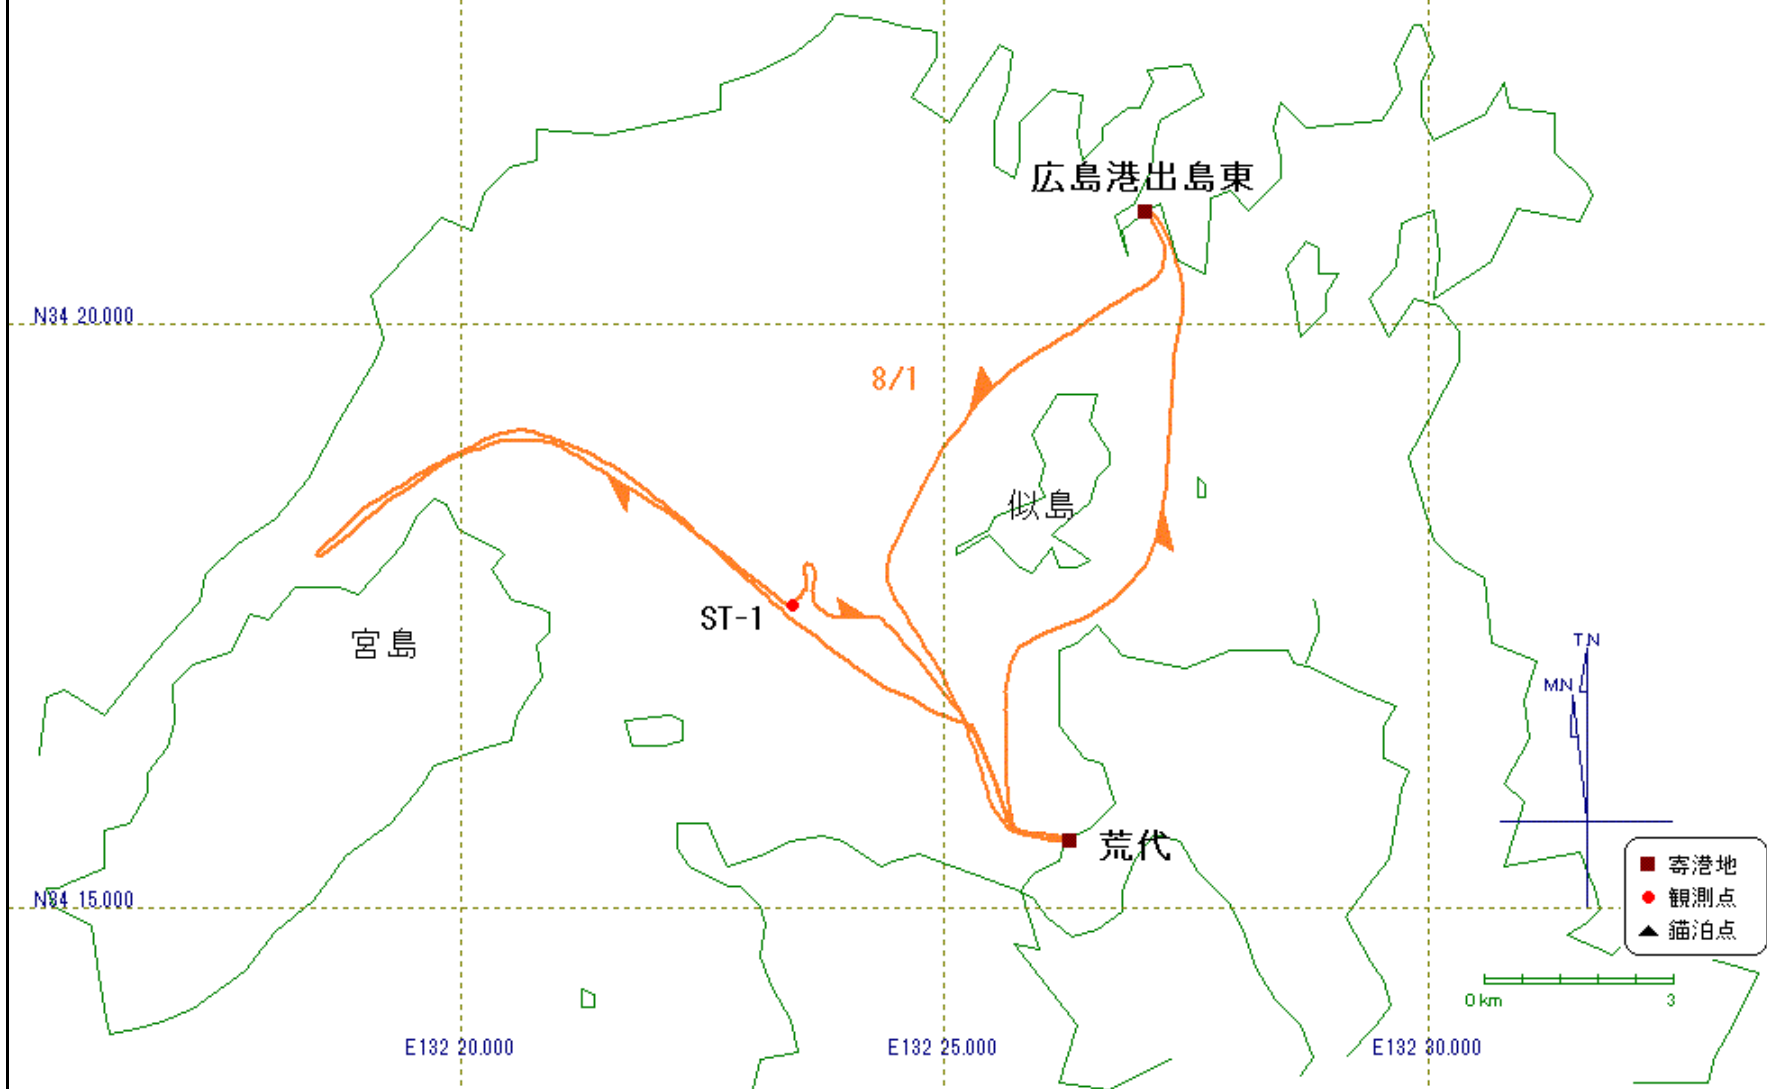 広島港出島東
N34 20.000
8/1
似島
ST-1
宮島
TN
MN
荒代
寄港地
N34 15.000
観測点
錨泊点
0 km 3
E132 20.000
E132 25.000
E132 30.000